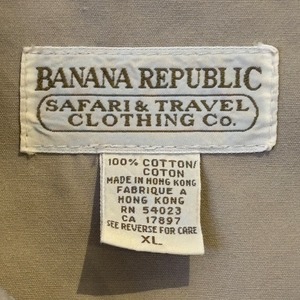 BANANA REPUBLIC
SAFARI & TRAVEL
CLOTHING Co.
100% COTTON/
COTON
MADE IN HONG KONG
FABRIQUE A
HONG KONG
RN 54023
CA 17897
SEE REVERSE FOR CARE
XL